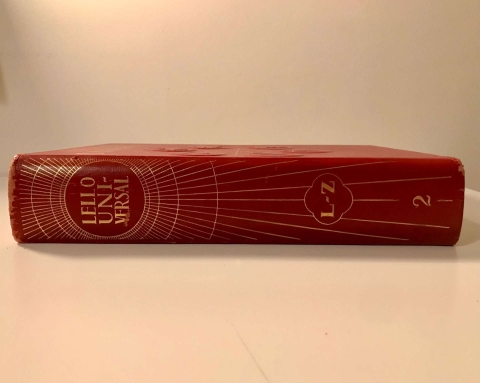 LELLO
UNI-
VERSAL
L-Z
2